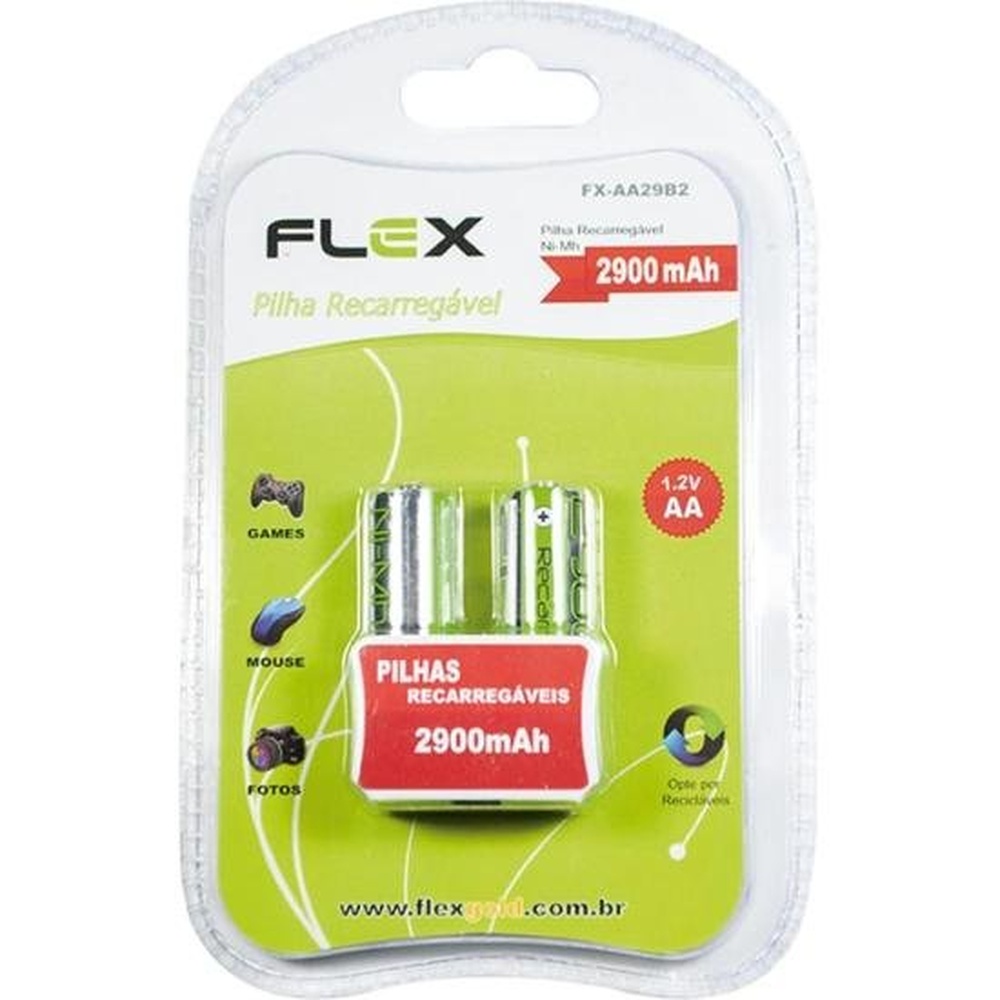 FX-AA29B2
FLEX
Pilha Recarregável
Ni-Mh
2900 mAh
Pilha Recarregável
1.2V
AA
GAMES
MOUSE
FOTOS
+
PILHAS
RECARREGÁVEIS
2900mAh
Opte por
Recicláveis
www.flexgold.com.br